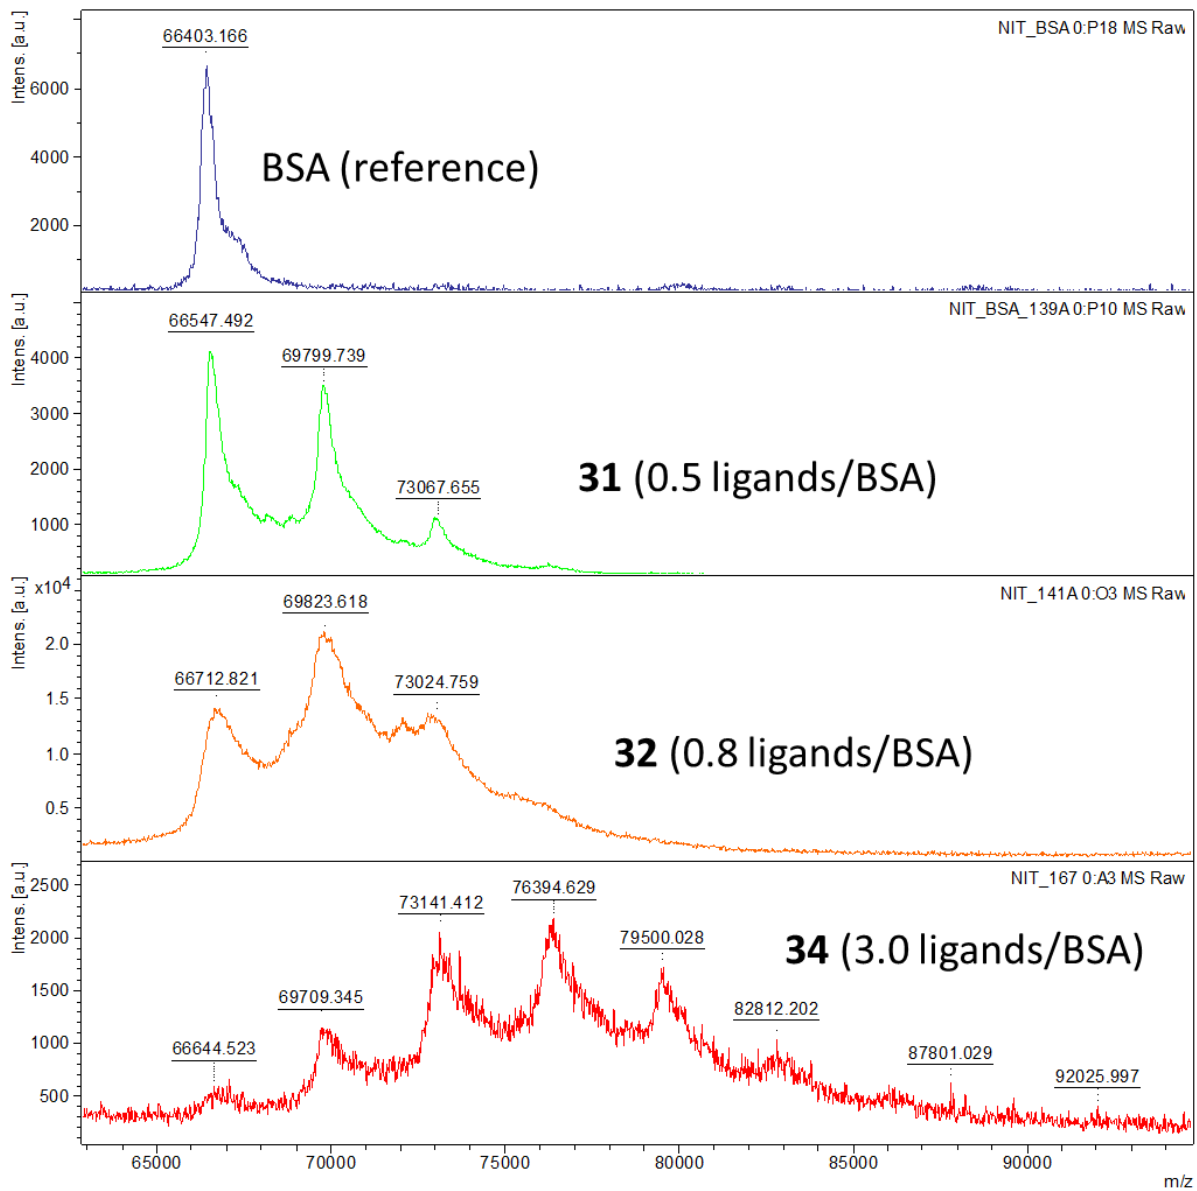 NIT_BSA 0:P18 MS Raw
Intens. [a.u.]
66403.166
6000
4000
2000
BSA (reference)
NIT_BSA_139A 0:P10 MS Raw
Intens. [a.u.]
66547.492
69799.739
73067.655
4000
3000
2000
1000
31 (0.5 ligands/BSA)
NIT_141A 0:O3 MS Raw
Intens. [a.u.]
x10⁴
69823.618
66712.821
73024.759
2.0
1.5
1.0
0.5
32 (0.8 ligands/BSA)
NIT_167 0:A3 MS Raw
Intens. [a.u.]
76394.629
73141.412
79500.028
69709.345
82812.202
66644.523
87801.029
92025.997
2500
2000
1500
1000
500
34 (3.0 ligands/BSA)
65000 70000 75000 80000 85000 90000
m/z